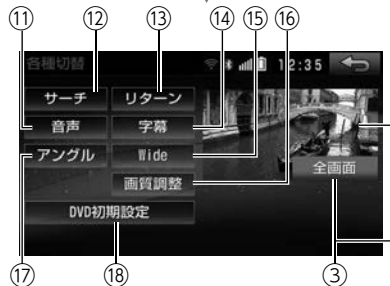 ⑪ ⑫ ⑬ ⑭ ⑮ ⑯
各種切替 12:35
サーチ リターン
音声 字幕
アングル Wide
全画面
画質調整
DVD初期設定
⑰ ⑱ ③